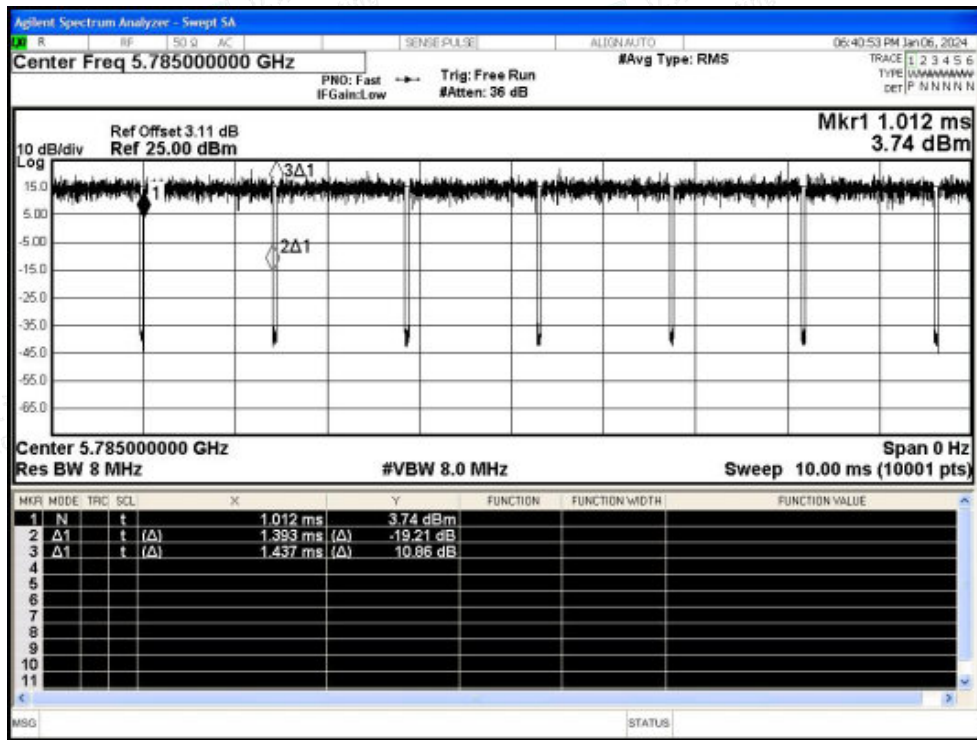 Agilent Spectrum Analyzer - Swept SA
R RF 50 Ω AC SENSE:PULSE ALIGN AUTO 06:40:53 PM Jan 06, 2024
Center Freq 5.785000000 GHz #Avg Type: RMS TRACE 1 2 3 4 5 6
PNO: Fast Trig: Free Run TYPE
IFGain:Low #Atten: 36 dB DET P N N N N N
Mkr1 1.012 ms
Ref Offset 3.11 dB
10 dB/div Ref 25.00 dBm 3.74 dBm
Log
3Δ1
15.0
1
5.00
2Δ1
-5.00
-15.0
-25.0
-35.0
-45.0
-55.0
-65.0
Center 5.785000000 GHz Span 0 Hz
Res BW 8 MHz #VBW 8.0 MHz Sweep 10.00 ms (10001 pts)
MKR MODE TRC SCL X Y FUNCTION FUNCTION WIDTH FUNCTION VALUE
1 N t 1.012 ms 3.74 dBm
2 Δ1 t (Δ) 1.393 ms (Δ) -19.21 dB
3 Δ1 t (Δ) 1.437 ms (Δ) 10.86 dB
4
5
6
7
8
9
10
11
MSG STATUS